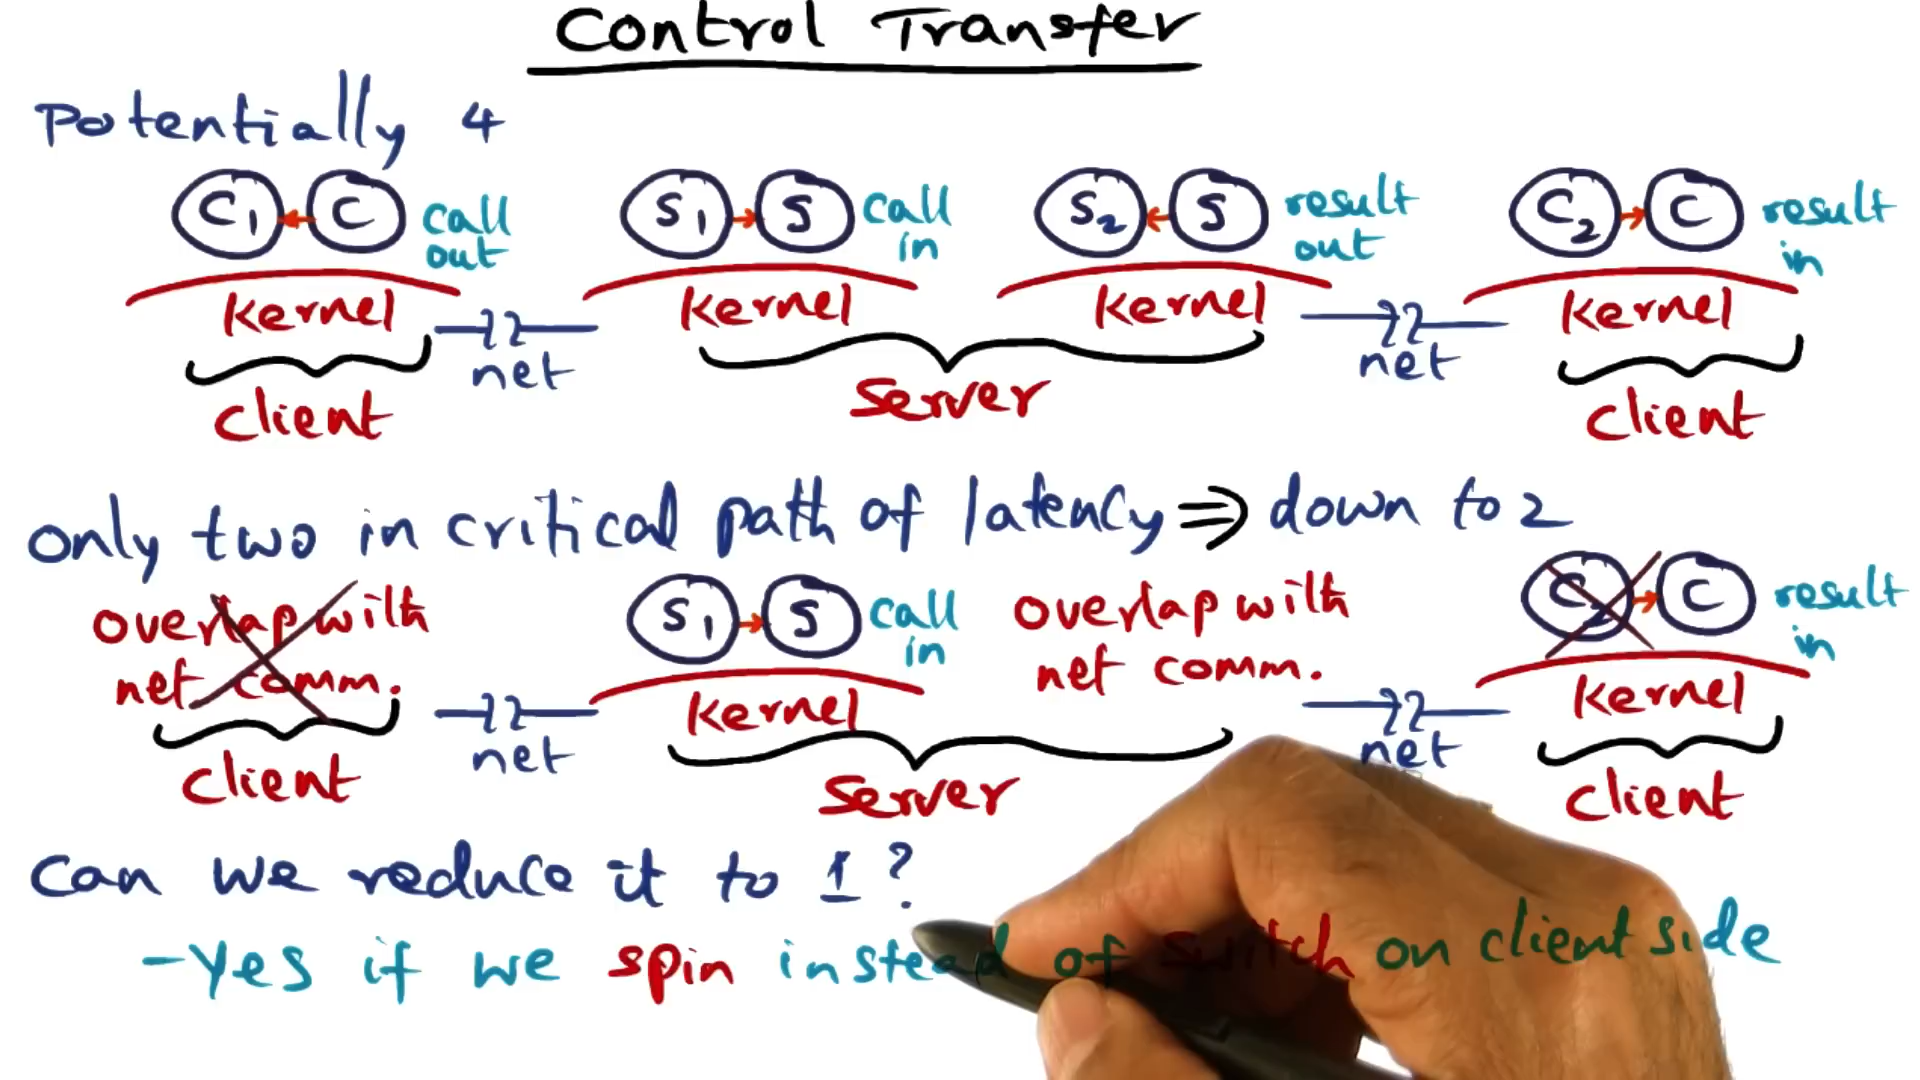 Control Transfer
Potentially 4
C1 C call out S1 S call in S2 S result out C2 C result in
kernel kernel kernel kernel
net net
client server client
only two in critical path of latency ⇒ down to 2
overlap with net comm. S1 S call in overlap with net comm. C2 C result in
kernel kernel
net net
client server client
can we reduce it to 1?
- Yes if we spin instead of switch on client side